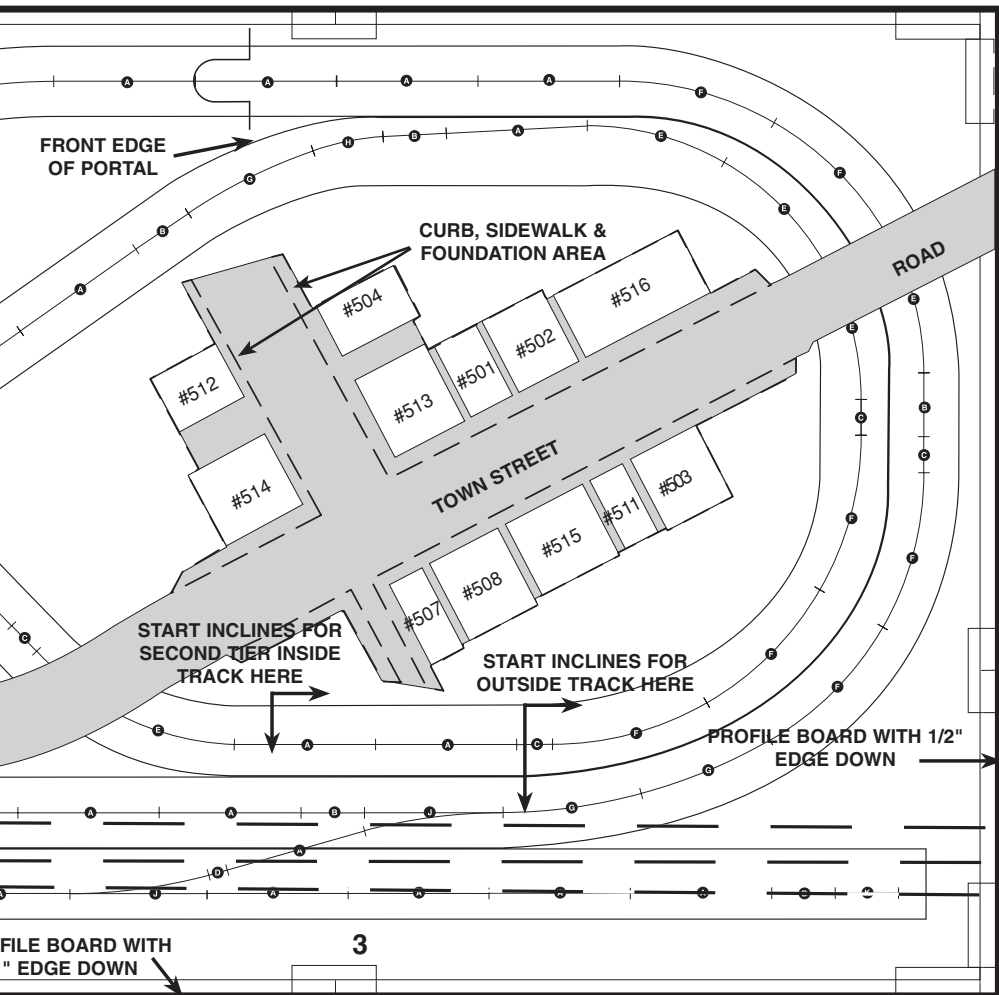 A A A A F
FRONT EDGE
OF PORTAL
H B A E
G F
B E
A
CURB, SIDEWALK &
FOUNDATION AREA
ROAD
#504
#516
#502
#501
#512
#513
#514
E E
C B
C
TOWN STREET
#503
#511
#515
#508
#507
F
F
C
START INCLINES FOR
SECOND TIER INSIDE
TRACK HERE
START INCLINES FOR
OUTSIDE TRACK HERE
F
F
E A A C F
PROFILE BOARD WITH 1/2"
EDGE DOWN
G
A A B J G
A
D
J A A A A B K
FILE BOARD WITH
" EDGE DOWN
3